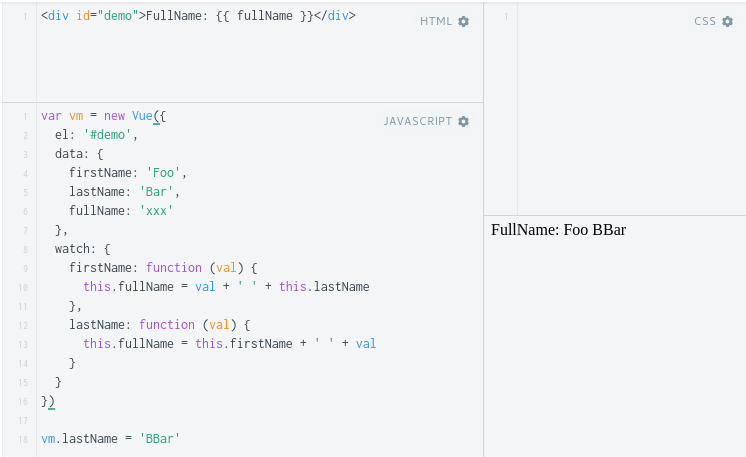 1 <div id="demo">FullName: {{ fullName }}</div>
HTML
1
CSS
JAVASCRIPT
1 var vm = new Vue({
2   el: '#demo',
3   data: {
4     firstName: 'Foo',
5     lastName: 'Bar',
6     fullName: 'xxx'
7   },
8   watch: {
9     firstName: function (val) {
10       this.fullName = val + ' ' + this.lastName
11     },
12     lastName: function (val) {
13       this.fullName = this.firstName + ' ' + val
14     }
15   }
16 })
17
18 vm.lastName = 'BBar'
FullName: Foo BBar